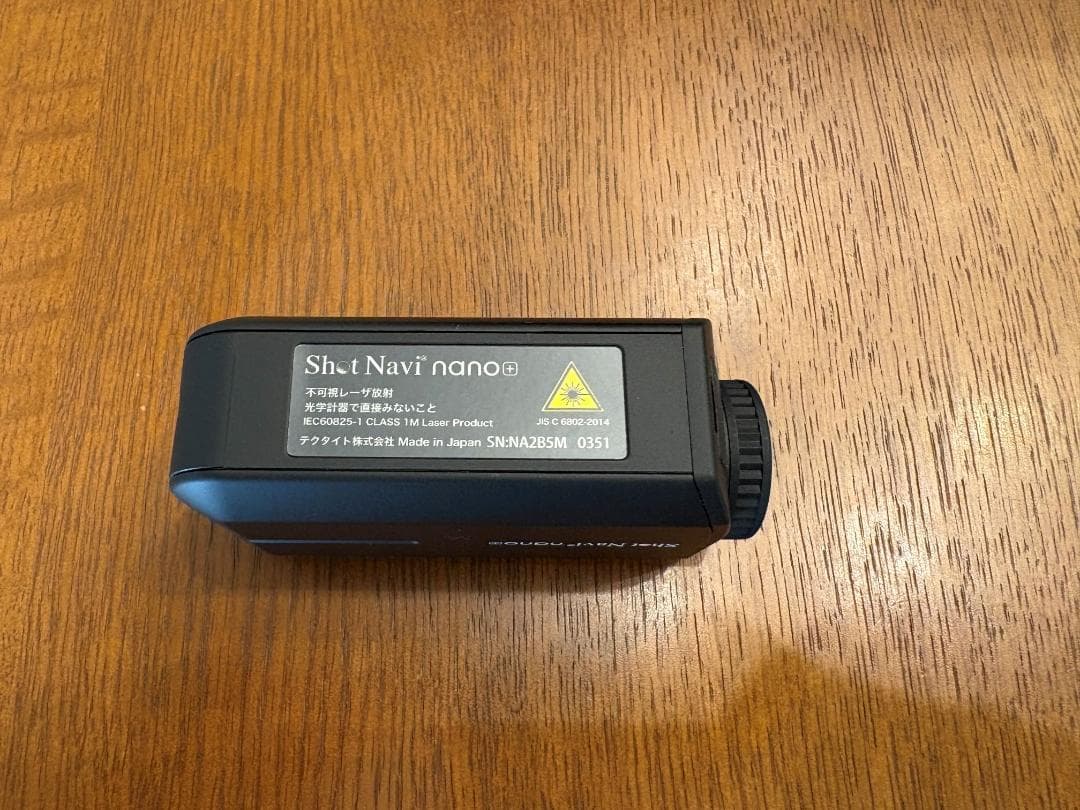 Shot Navi® nano+
不可視レーザ放射
光学計器で直接みないこと
IEC60825-1 CLASS 1M Laser Product
JIS C 6802-2014
テクタイト株式会社 Made in Japan SN:NA2B5M 0351
Shot Navi nano+